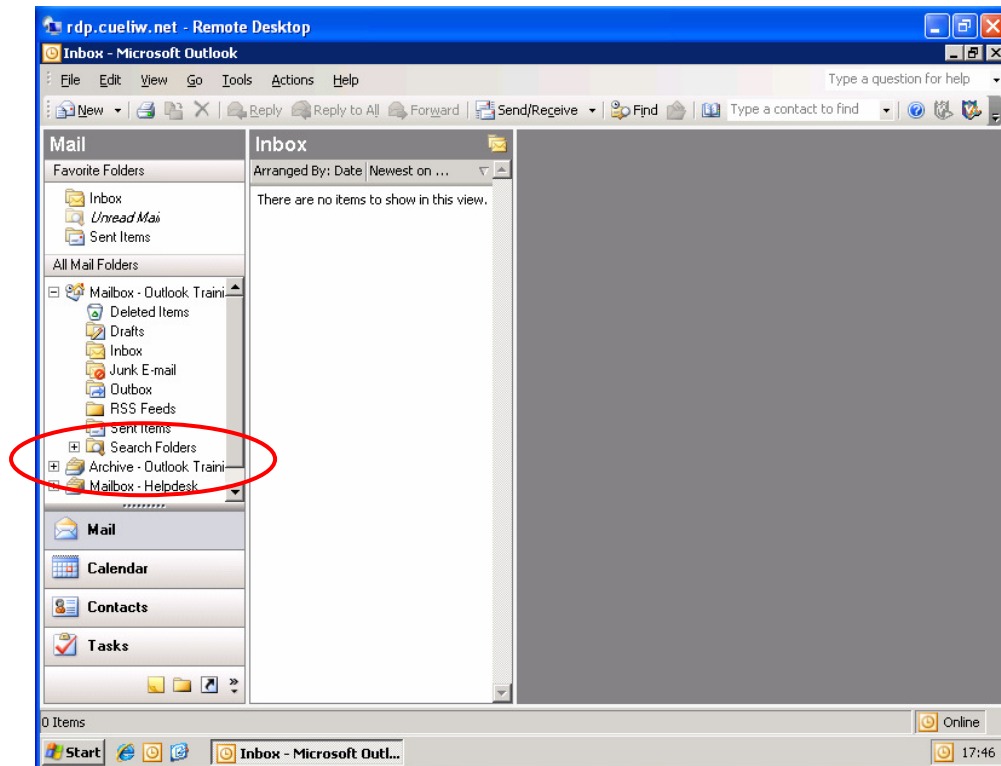 rdp.cueliw.net - Remote Desktop
Inbox - Microsoft Outlook
File Edit View Go Tools Actions Help Type a question for help
New Reply Reply to All Forward Send/Receive Find Type a contact to find
Mail
Favorite Folders
Inbox
Unread Mai
Sent Items
All Mail Folders
Mailbox - Outlook Traini
Deleted Items
Drafts
Inbox
Junk E-mail
Outbox
RSS Feeds
Sent Items
Search Folders
Archive - Outlook Traini
Mailbox - Helpdesk
Mail
Calendar
Contacts
Tasks
Inbox
Arranged By: Date Newest on ...
There are no items to show in this view.
0 Items Online
Start Inbox - Microsoft Outl... 17:46